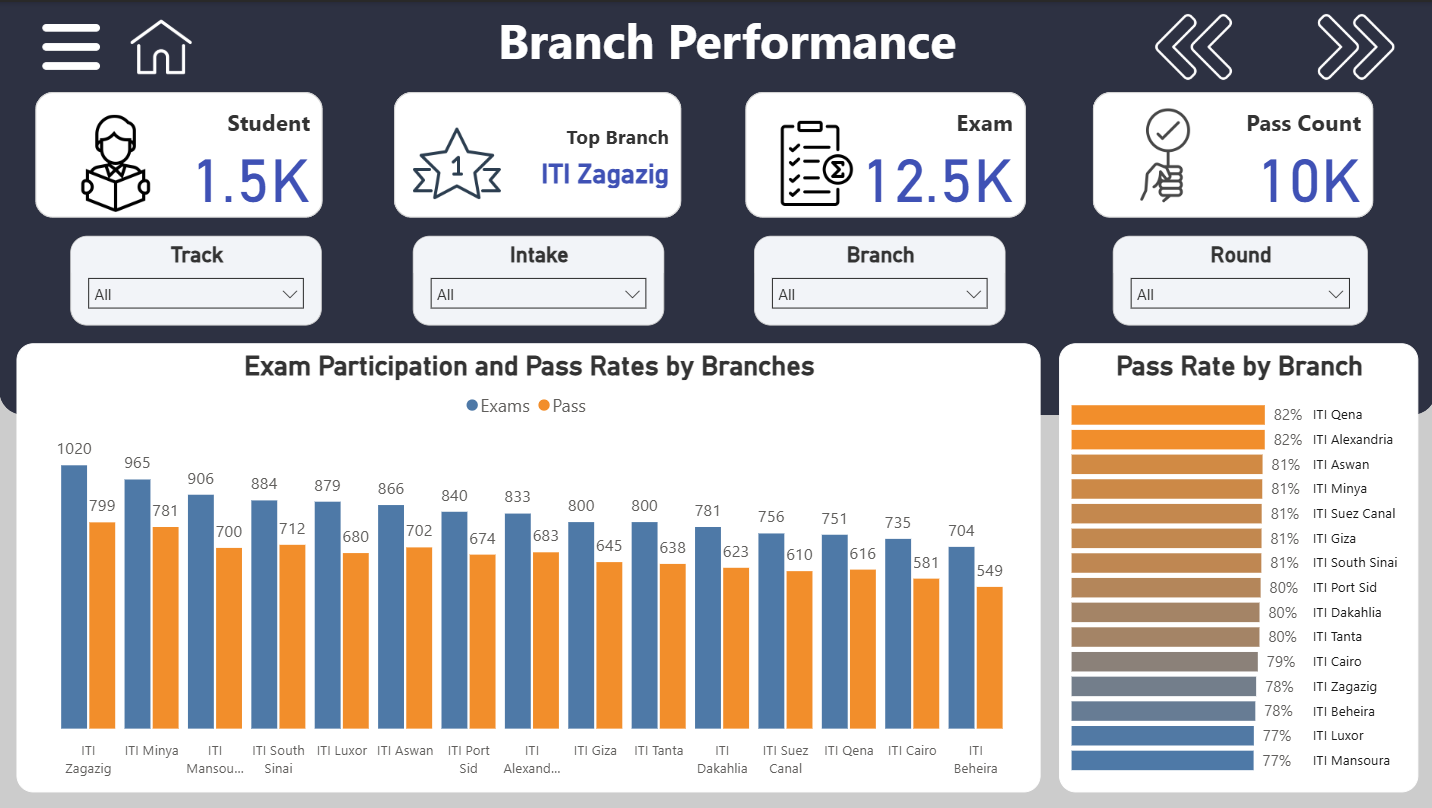 Branch Performance
Student
1.5K
1
Top Branch
ITI Zagazig
Exam
Σ
12.5K
Pass Count
10K
Track
All
Intake
All
Branch
All
Round
All
Exam Participation and Pass Rates by Branches
Exams Pass
1020
799
965
781
906
700
884
712
879
680
866
702
840
674
833
683
800
645
800
638
781
623
756
610
751
616
735
581
704
549
ITI
Zagazig
ITI Minya
ITI
Mansou...
ITI South
Sinai
ITI Luxor
ITI Aswan
ITI Port
Sid
ITI
Alexand...
ITI Giza
ITI Tanta
ITI
Dakahlia
ITI Suez
Canal
ITI Qena
ITI Cairo
ITI
Beheira
Pass Rate by Branch
82% ITI Qena
82% ITI Alexandria
81% ITI Aswan
81% ITI Minya
81% ITI Suez Canal
81% ITI Giza
81% ITI South Sinai
80% ITI Port Sid
80% ITI Dakahlia
80% ITI Tanta
79% ITI Cairo
78% ITI Zagazig
78% ITI Beheira
77% ITI Luxor
77% ITI Mansoura